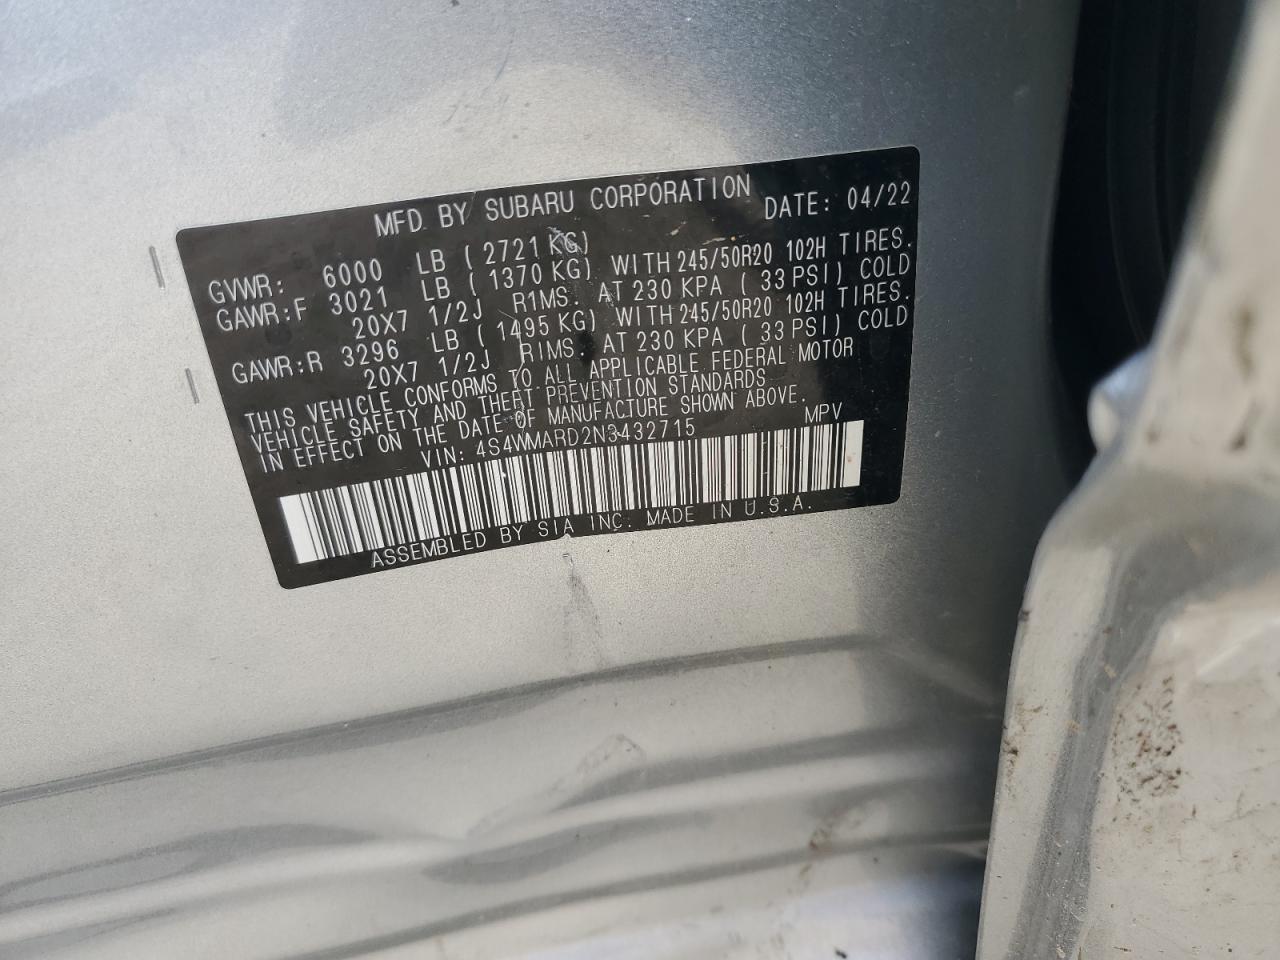 MFD. BY SUBARU CORPORATION DATE: 04/22
GVWR: 6000 LB ( 2721 KG)
GAWR:F 3021 LB ( 1370 KG) WITH 245/50R20 102H TIRES.
20X7 1/2J RIMS. AT 230 KPA ( 33 PSI) COLD
GAWR:R 3296 LB ( 1495 KG) WITH 245/50R20 102H TIRES.
20X7 1/2J RIMS. AT 230 KPA ( 33 PSI) COLD
THIS VEHICLE CONFORMS TO ALL APPLICABLE FEDERAL MOTOR
VEHICLE SAFETY AND THEFT PREVENTION STANDARDS
IN EFFECT ON THE DATE OF MANUFACTURE SHOWN ABOVE.
VIN: 4S4WMARD2N3432715 MPV
ASSEMBLED BY SIA INC. MADE IN U.S.A.